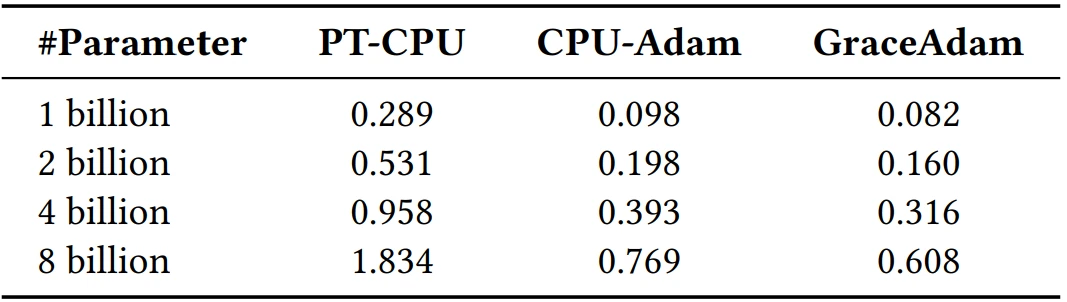 #Parameter PT-CPU CPU-Adam GraceAdam
1 billion 0.289 0.098 0.082
2 billion 0.531 0.198 0.160
4 billion 0.958 0.393 0.316
8 billion 1.834 0.769 0.608